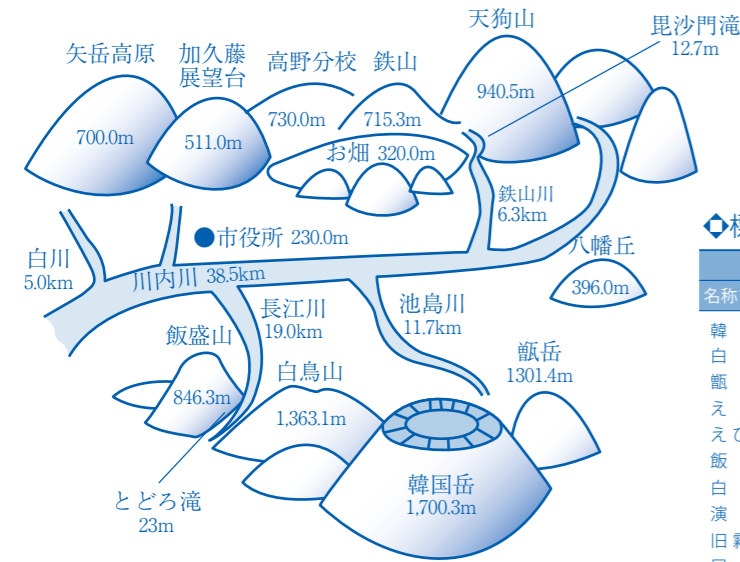 天狗山
940.5m
毘沙門滝
12.7m
矢岳高原
700.0m
加久藤
展望台
511.0m
高野分校
730.0m
鉄山
715.3m
お畑 320.0m
鉄山川
6.3km
●市役所 230.0m
八幡丘
396.0m
白川
5.0km
川内川 38.5km
長江川
19.0km
池島川
11.7km
飯盛山
846.3m
白鳥山
1,363.1m
甑岳
1301.4m
韓国岳
1,700.3m
とどろ滝
23m
名称
韓
白
甑
え
えび
飯
白
演
旧霧